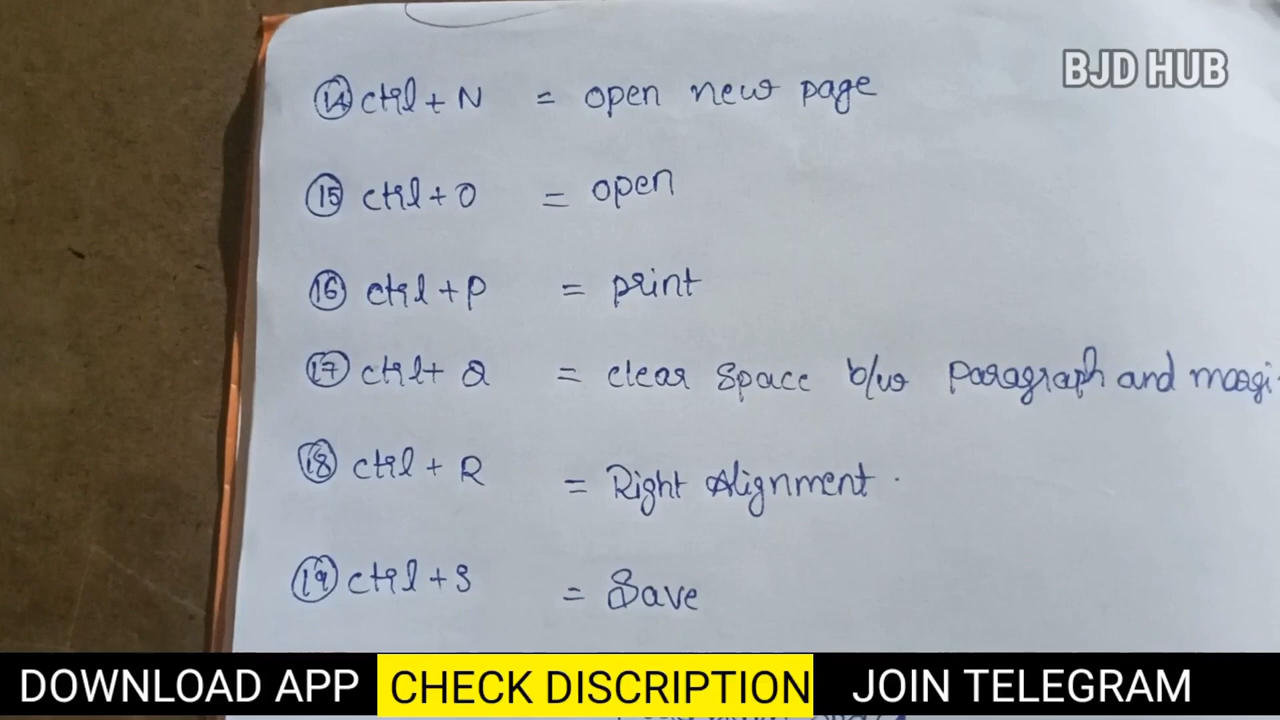 BJD HUB
14 ctrl + N = open new page
15 ctrl + O = open
16 ctrl + P = print
17 ctrl + Q = clear space b/w paragraph and margi
18 ctrl + R = Right Alignment .
19 ctrl + S = Save
DOWNLOAD APP CHECK DISCRIPTION JOIN TELEGRAM